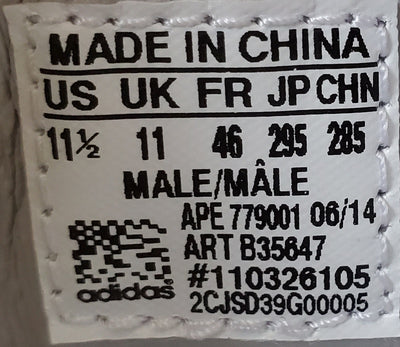 MADE IN CHINA
US UK FR JP CHN
11½ 11 46 295 285
MALE/MÂLE
APE 779001 06/14
ART B35647
#110326105
adidas 2CJSD39G00005